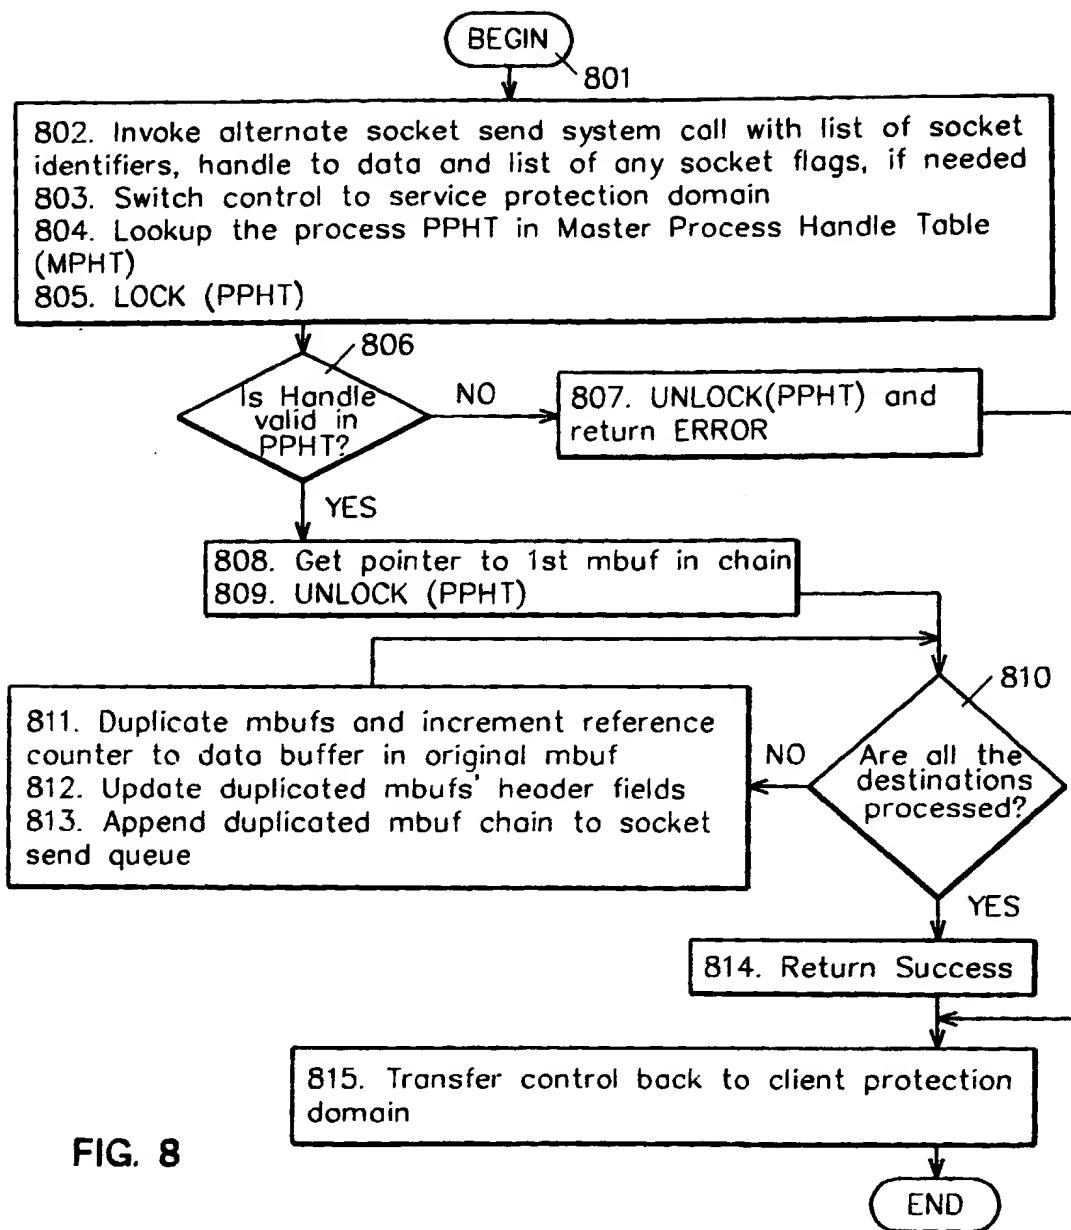 BEGIN
801
802. Invoke alternate socket send system call with list of socket
identifiers, handle to data and list of any socket flags, if needed
803. Switch control to service protection domain
804. Lookup the process PPHT in Master Process Handle Table
(MPHT)
805. LOCK (PPHT)
806
Is Handle
valid in
PPHT?
NO
807. UNLOCK(PPHT) and
return ERROR
YES
808. Get pointer to 1st mbuf in chain
809. UNLOCK (PPHT)
810
811. Duplicate mbufs and increment reference
counter to data buffer in original mbuf
812. Update duplicated mbufs' header fields
813. Append duplicated mbuf chain to socket
send queue
NO
Are all the
destinations
processed?
YES
814. Return Success
815. Transfer control back to client protection
domain
FIG. 8
END